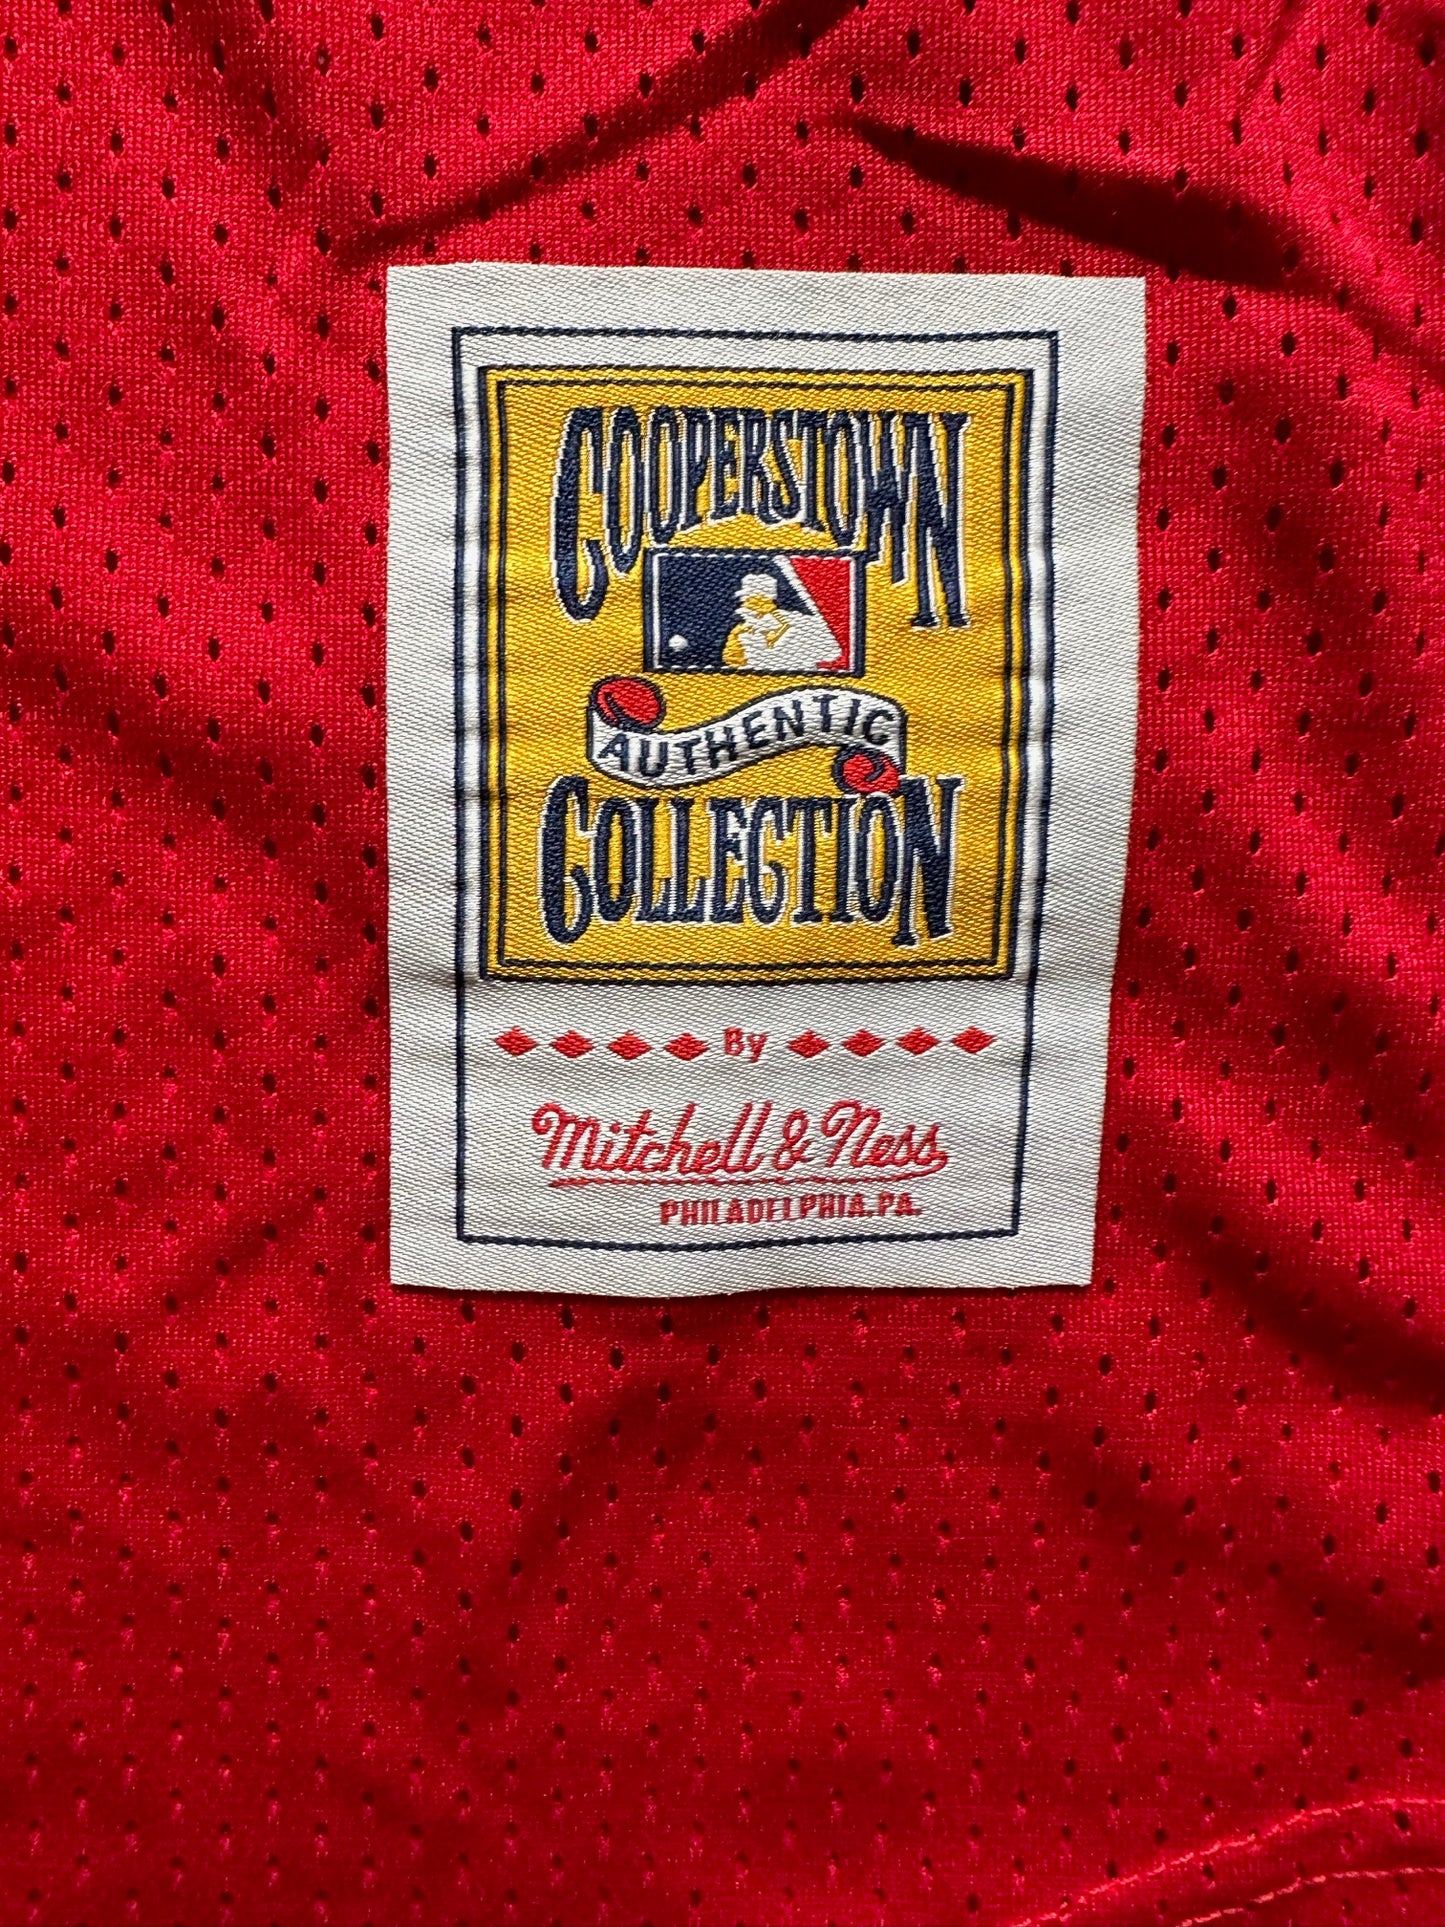 COOPERSTOWN
AUTHENTIC
COLLECTION
By
Mitchell & Ness
PHILADELPHIA, PA.